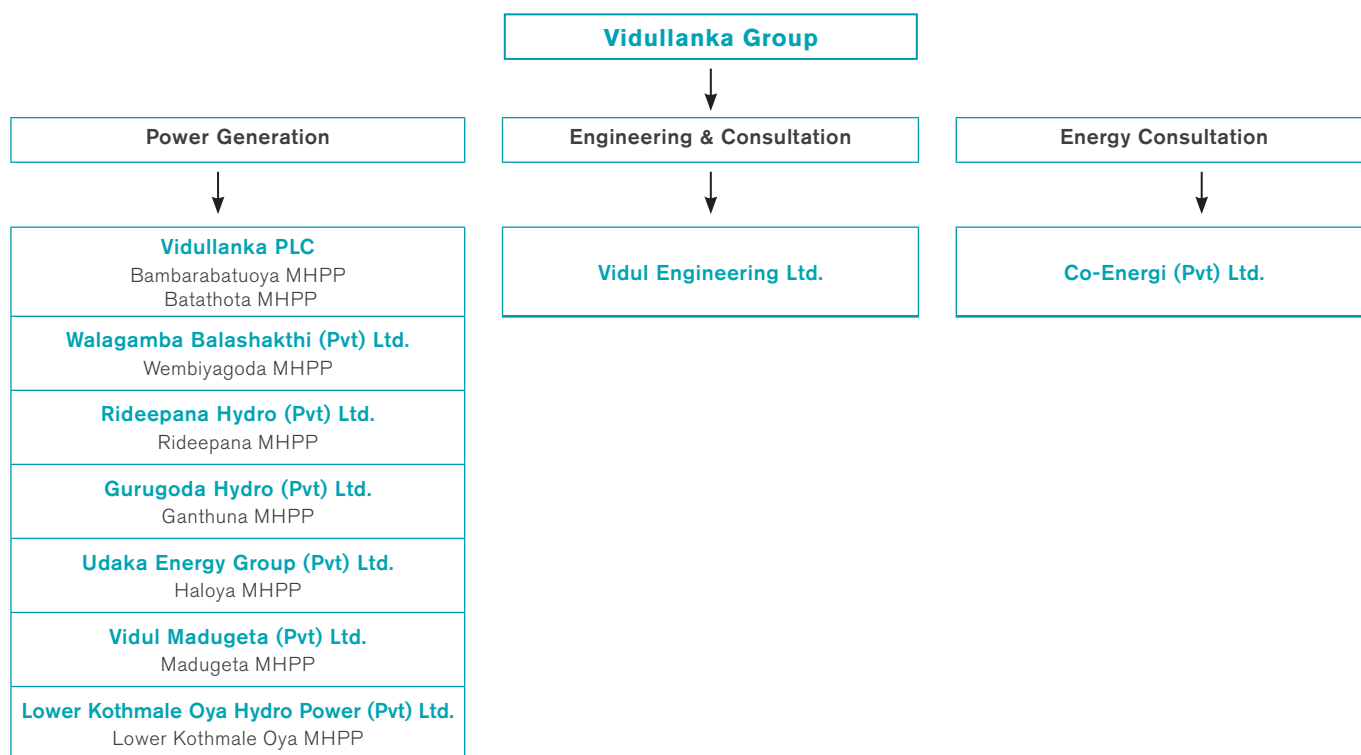 Vidullanka Group
Power Generation
Engineering & Consultation
Energy Consultation
Vidullanka PLC
Bambarabatuoya MHPP
Batathota MHPP
Walagamba Balashakthi (Pvt) Ltd.
Wembiyagoda MHPP
Rideepana Hydro (Pvt) Ltd.
Rideepana MHPP
Gurugoda Hydro (Pvt) Ltd.
Ganthuna MHPP
Udaka Energy Group (Pvt) Ltd.
Haloya MHPP
Vidul Madugeta (Pvt) Ltd.
Madugeta MHPP
Lower Kothmale Oya Hydro Power (Pvt) Ltd.
Lower Kothmale Oya MHPP
Vidul Engineering Ltd.
Co-Energi (Pvt) Ltd.